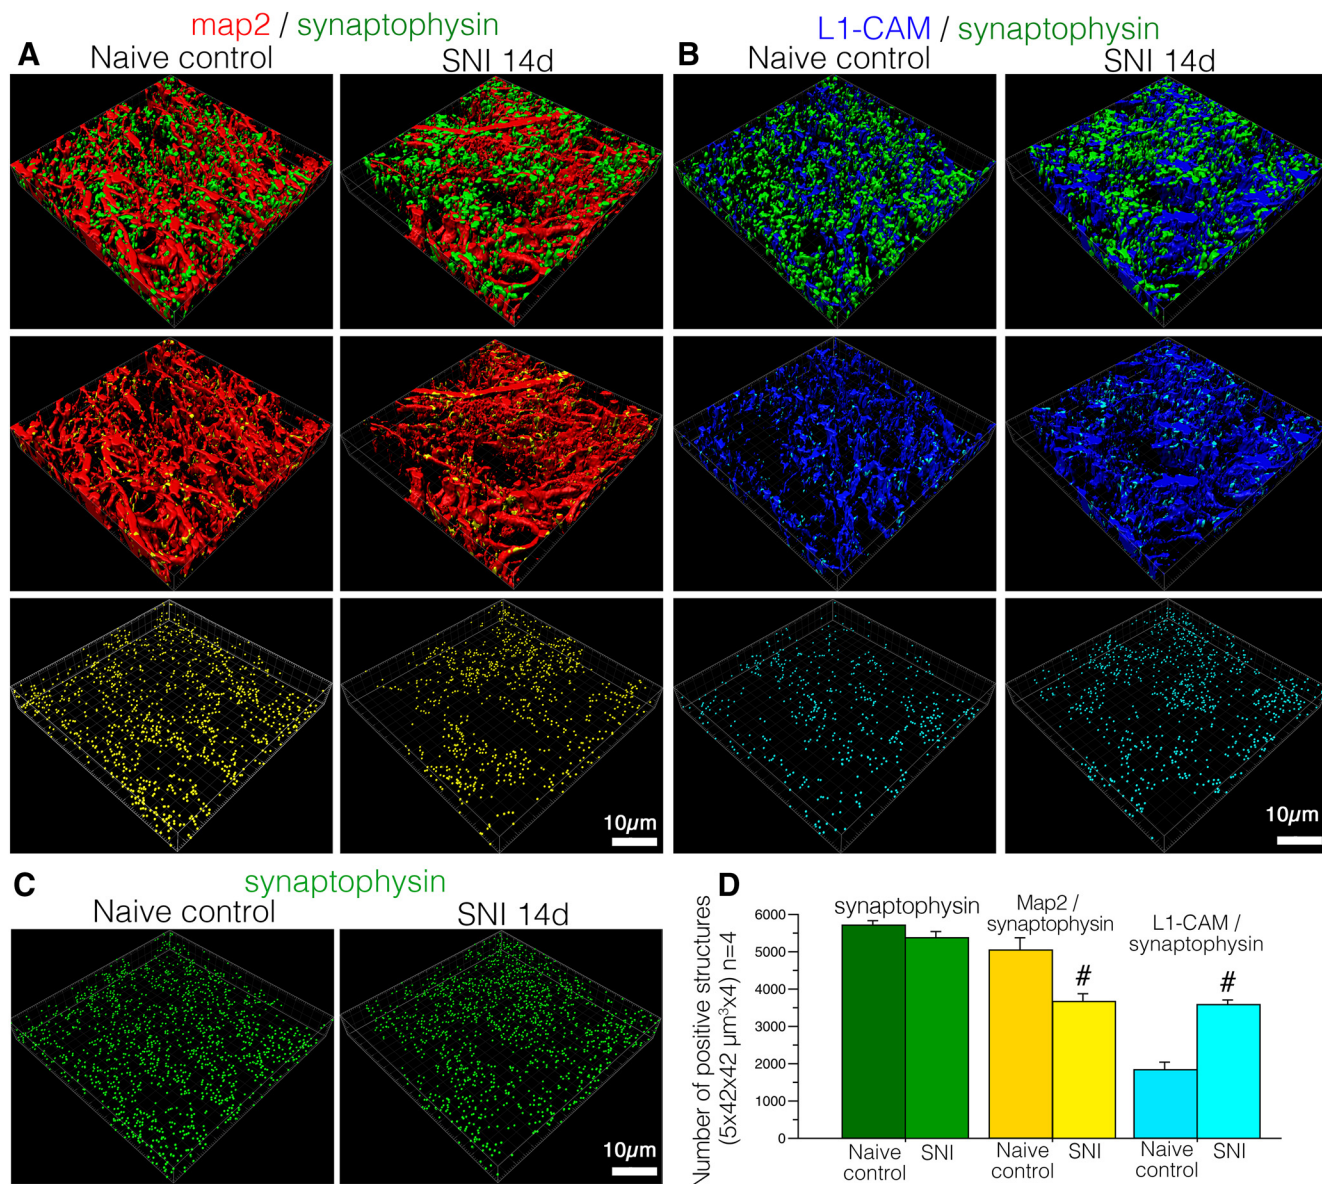 map2 / synaptophysin
A Naive control SNI 14d
L1-CAM / synaptophysin
B Naive control SNI 14d
10µm
10µm
C synaptophysin
Naive control SNI 14d
10µm
D
Number of positive structures
(5x42x42 µm³x4) n=4
6000
5000
4000
3000
2000
1000
0
synaptophysin
Map2 /
synaptophysin
L1-CAM /
synaptophysin
#
#
Naive
control
SNI
Naive
control
SNI
Naive
control
SNI